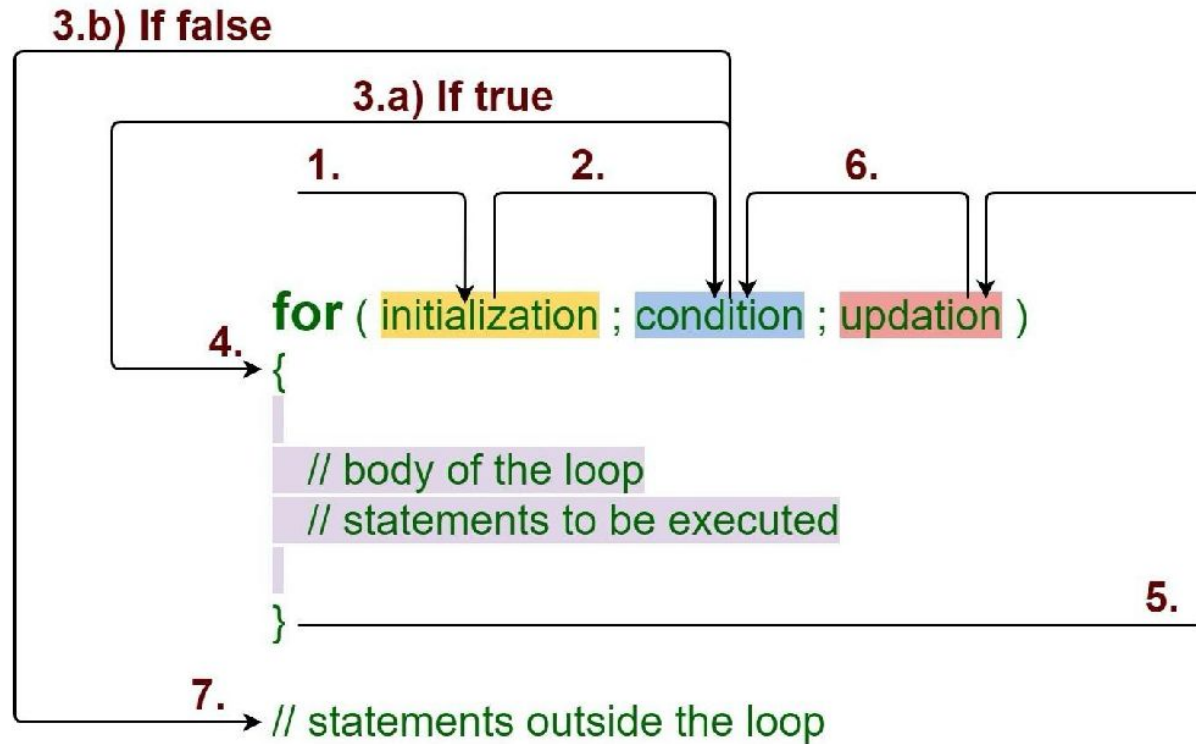 3.b) If false
3.a) If true
1. 2. 6.
for ( initialization ; condition ; updation )
4.
{
// body of the loop
// statements to be executed
5.
}
7.
// statements outside the loop